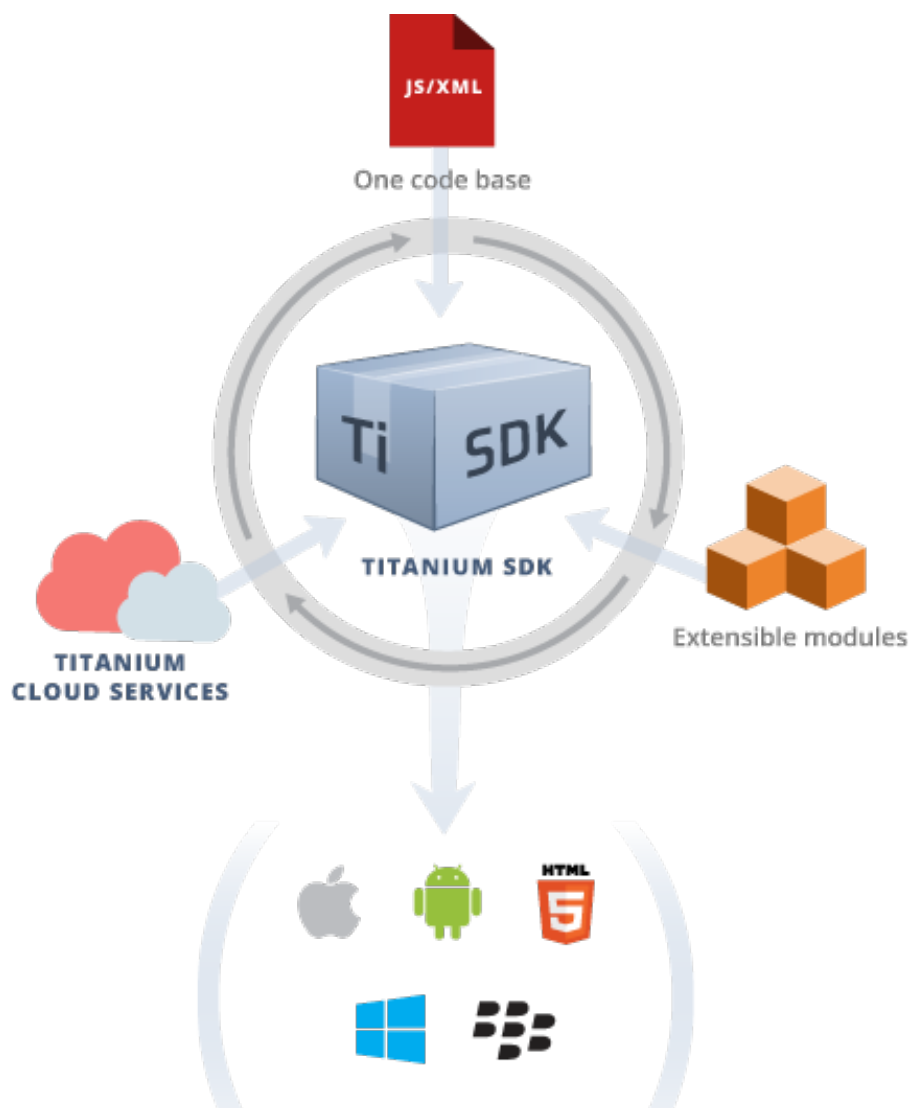 JS/XML
One code base
Ti SDK
TITANIUM SDK
Extensible modules
TITANIUM
CLOUD SERVICES
HTML
5